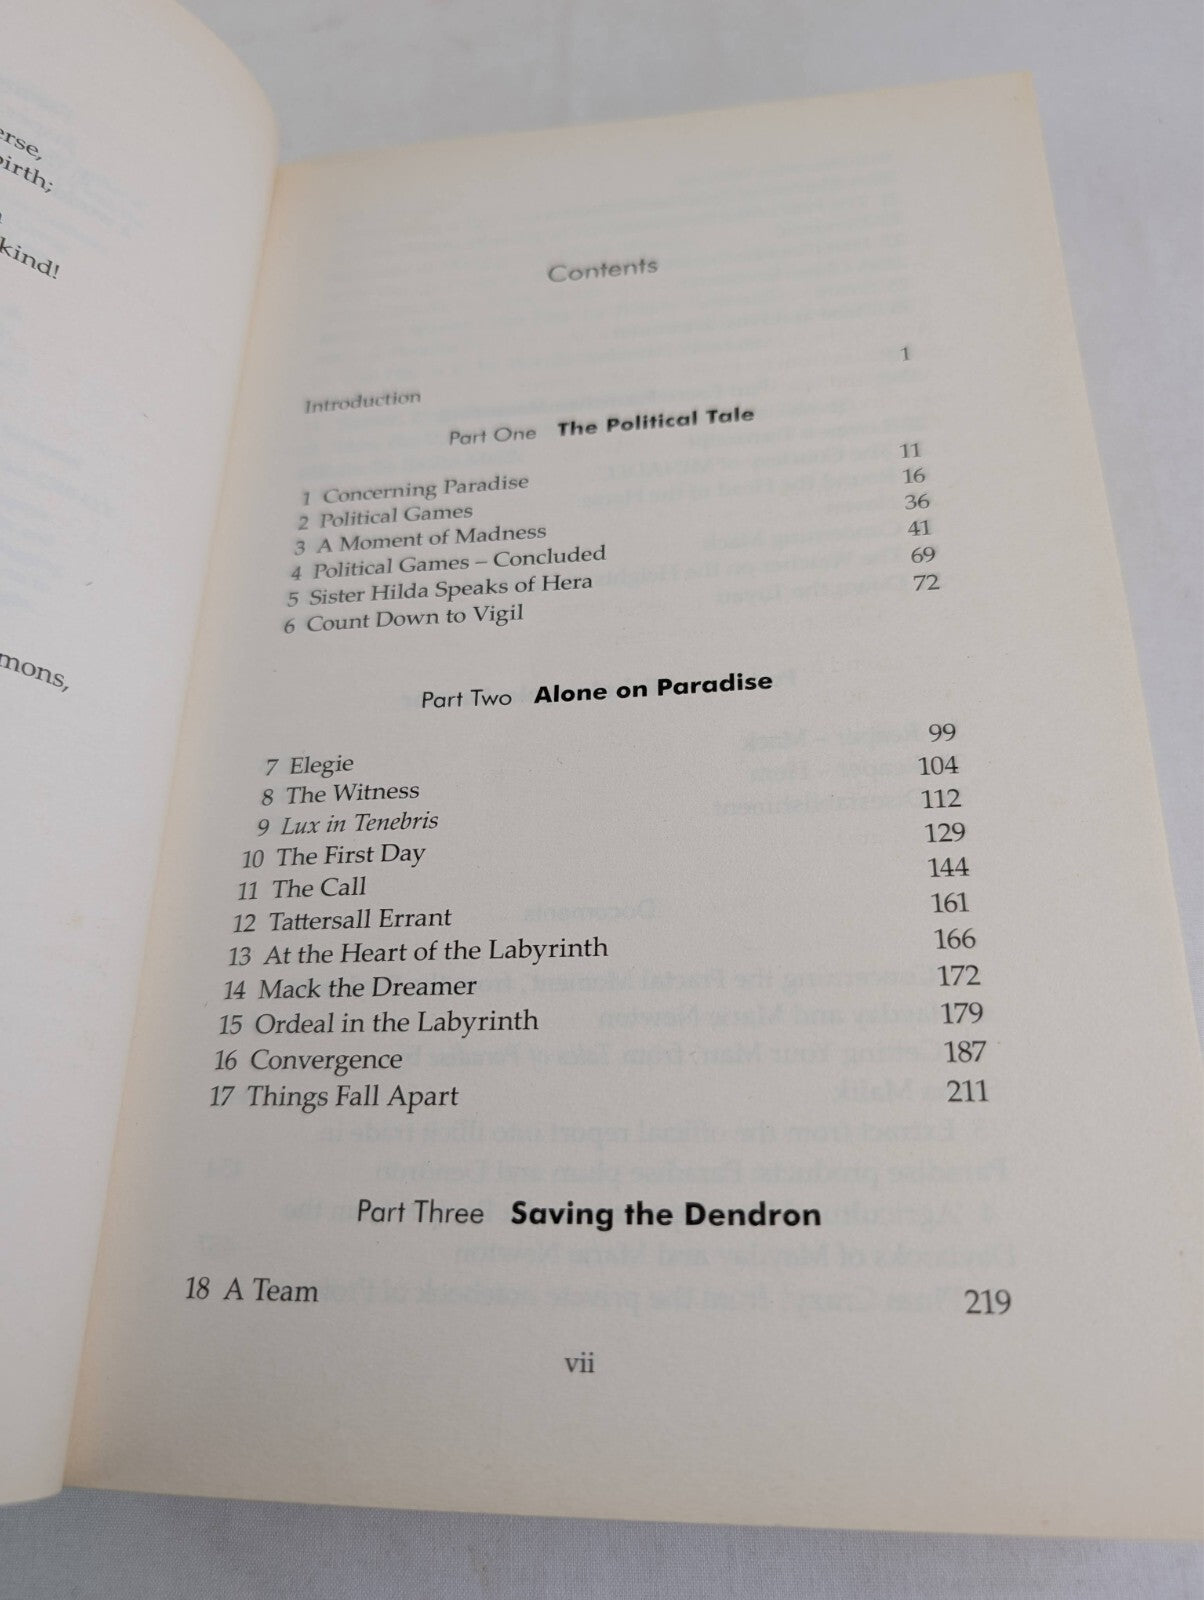 erse,
birth;
kind!
mons,
Contents
Introduction 1
Part One The Political Tale
1 Concerning Paradise 11
2 Political Games 16
3 A Moment of Madness 36
4 Political Games – Concluded 41
5 Sister Hilda Speaks of Hera 69
6 Count Down to Vigil 72
Part Two Alone on Paradise
7 Elegie 99
8 The Witness 104
9 Lux in Tenebris 112
10 The First Day 129
11 The Call 144
12 Tattersall Errant 161
13 At the Heart of the Labyrinth 166
14 Mack the Dreamer 172
15 Ordeal in the Labyrinth 179
16 Convergence 187
17 Things Fall Apart 211
Part Three Saving the Dendron
18 A Team 219
vii